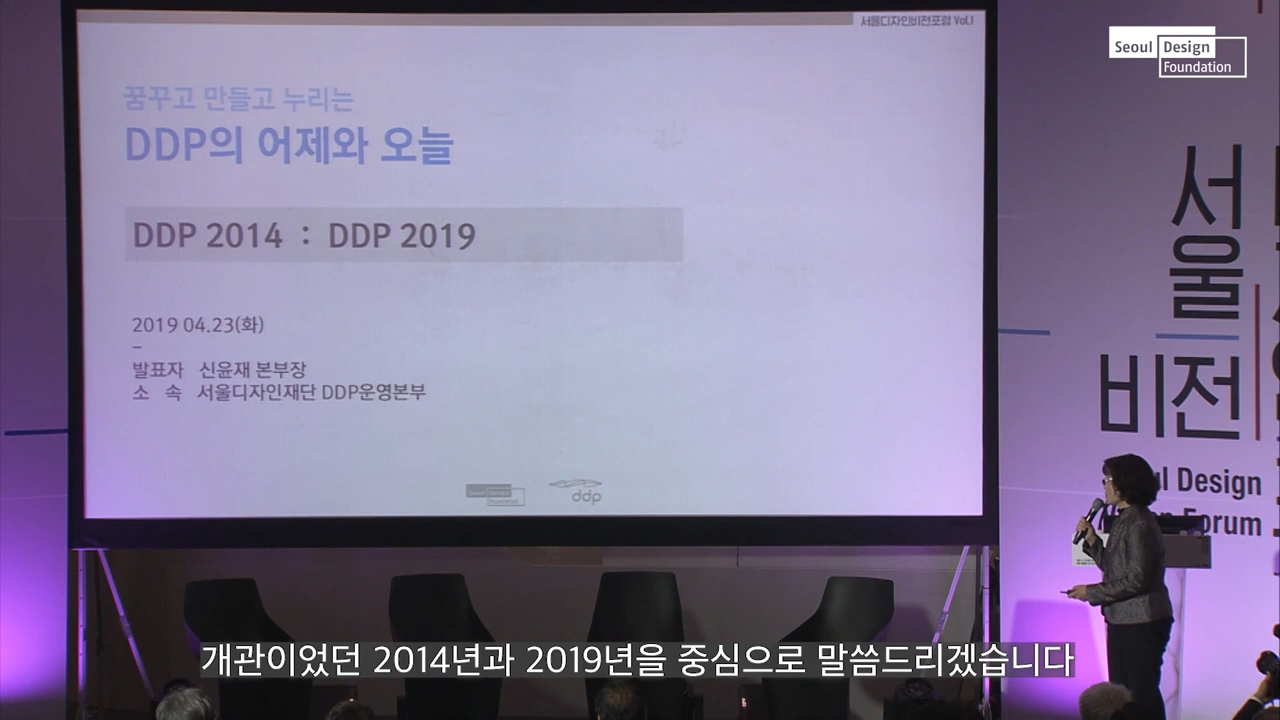 서울디자인비전포럼 Vol.1
Seoul Design
Foundation
꿈꾸고 만들고 누리는
DDP의 어제와 오늘
DDP 2014 : DDP 2019
2019 04.23(화)
–
발표자 신윤재 본부장
소 속 서울디자인재단 DDP운영본부
Seoul Design
Foundation
ddp
서울
비전
Design
Forum
개관이었던 2014년과 2019년을 중심으로 말씀드리겠습니다